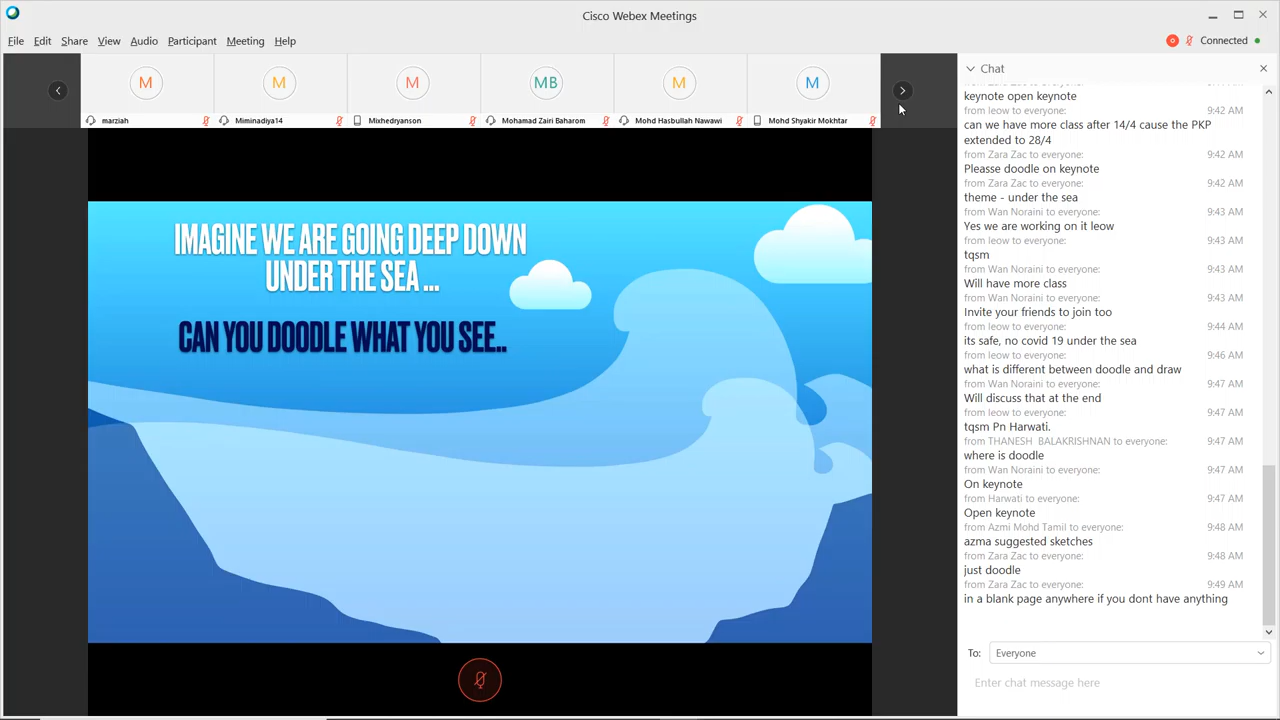 Cisco Webex Meetings
File Edit Share View Audio Participant Meeting Help
Connected
M M M MB M M
marziah Miminadiya14 Mixhedryanson Mohamad Zairi Baharom Mohd Hasbullah Nawawi Mohd Shyakir Mokhtar
IMAGINE WE ARE GOING DEEP DOWN
UNDER THE SEA ...
CAN YOU DOODLE WHAT YOU SEE..
Chat
keynote open keynote
from leow to everyone: 9:42 AM
can we have more class after 14/4 cause the PKP
extended to 28/4
from Zara Zac to everyone: 9:42 AM
Pleasse doodle on keynote
from Zara Zac to everyone: 9:42 AM
theme - under the sea
from Wan Noraini to everyone: 9:43 AM
Yes we are working on it leow
from leow to everyone: 9:43 AM
tqsm
from Wan Noraini to everyone: 9:43 AM
Will have more class
from Wan Noraini to everyone: 9:43 AM
Invite your friends to join too
from leow to everyone: 9:44 AM
its safe, no covid 19 under the sea
from leow to everyone: 9:46 AM
what is different between doodle and draw
from Wan Noraini to everyone: 9:47 AM
Will discuss that at the end
from leow to everyone: 9:47 AM
tqsm Pn Harwati.
from THANESH BALAKRISHNAN to everyone: 9:47 AM
where is doodle
from Wan Noraini to everyone: 9:47 AM
On keynote
from Harwati to everyone: 9:47 AM
Open keynote
from Azmi Mohd Tamil to everyone: 9:48 AM
azma suggested sketches
from Zara Zac to everyone: 9:48 AM
just doodle
from Zara Zac to everyone: 9:49 AM
in a blank page anywhere if you dont have anything
To: Everyone
Enter chat message here